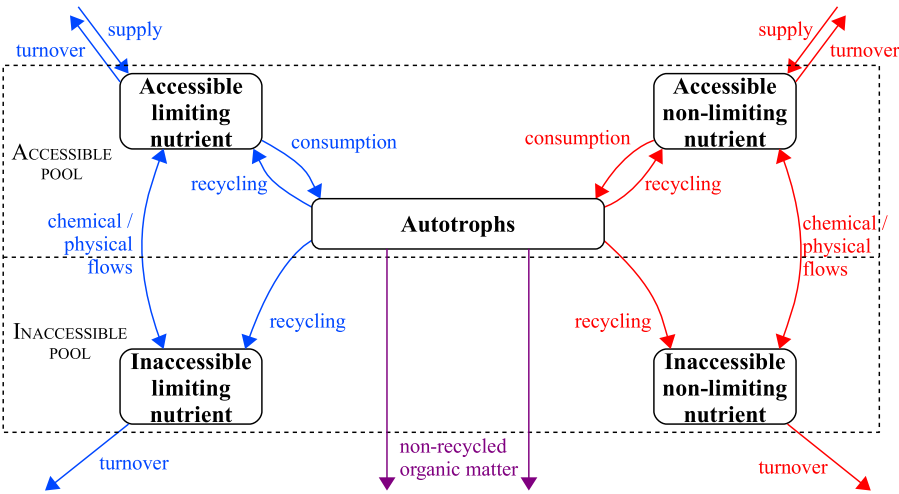 supply
turnover
supply
turnover
Accessible
limiting
nutrient
Accessible
non-limiting
nutrient
ACCESSIBLE
POOL
consumption
recycling
consumption
recycling
Autotrophs
chemical /
physical
flows
chemical /
physical
flows
recycling
recycling
INACCESSIBLE
POOL
Inaccessible
limiting
nutrient
Inaccessible
non-limiting
nutrient
turnover
non-recycled
organic matter
turnover